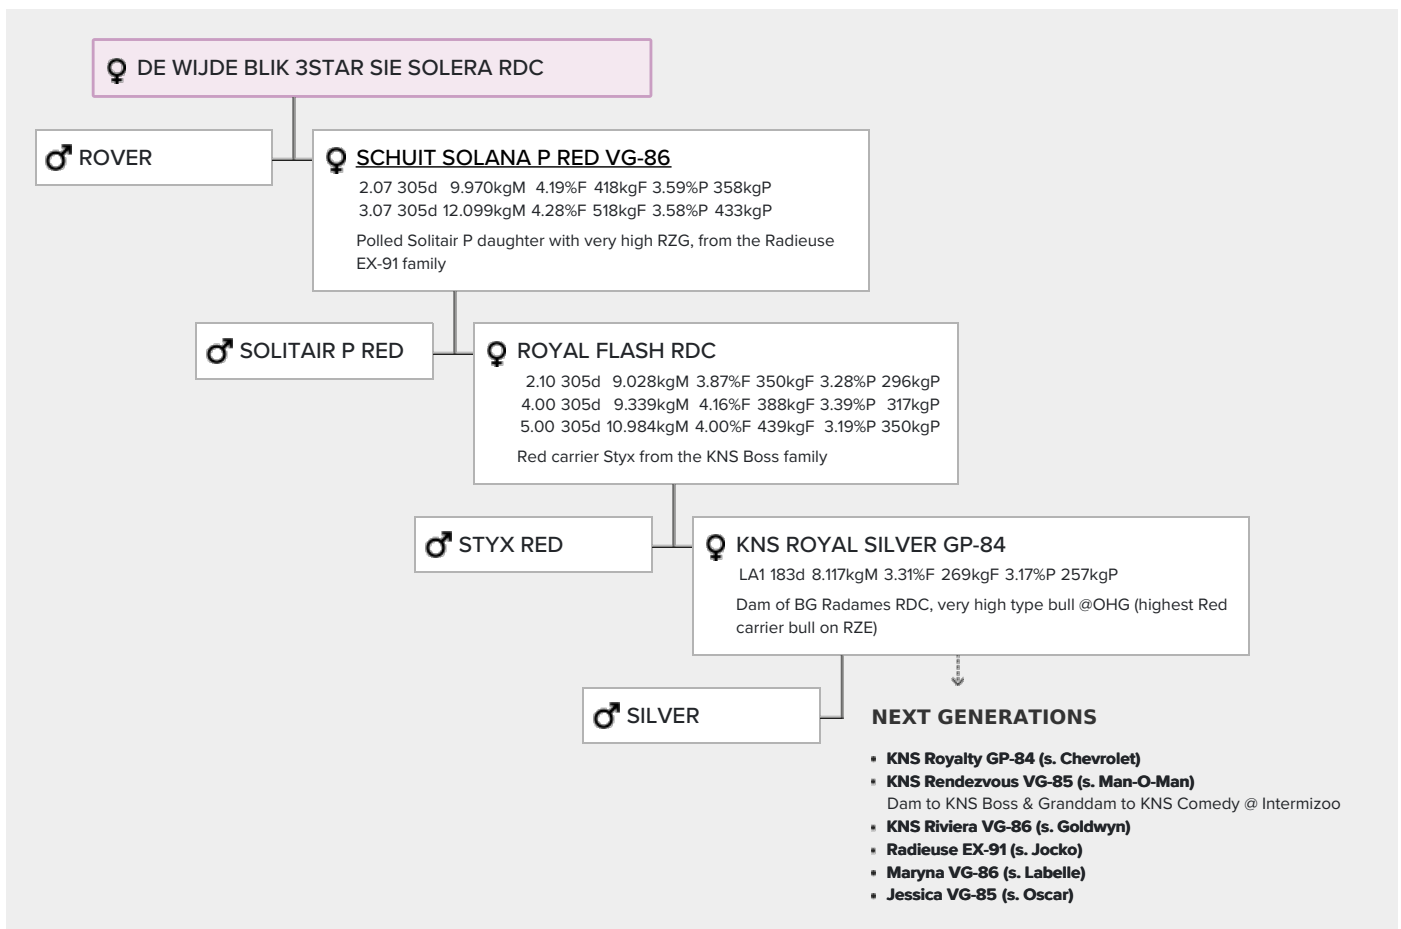 DE WIJDE BLIK 3STAR SIE SOLERA RDC
ROVER
SCHUIT SOLANA P RED VG-86
2.07 305d 9.970kgM 4.19%F 418kgF 3.59%P 358kgP
3.07 305d 12.099kgM 4.28%F 518kgF 3.58%P 433kgP
Polled Solitair P daughter with very high RZG, from the Radieuse
EX-91 family
SOLITAIR P RED
ROYAL FLASH RDC
2.10 305d 9.028kgM 3.87%F 350kgF 3.28%P 296kgP
4.00 305d 9.339kgM 4.16%F 388kgF 3.39%P 317kgP
5.00 305d 10.984kgM 4.00%F 439kgF 3.19%P 350kgP
Red carrier Styx from the KNS Boss family
STYX RED
KNS ROYAL SILVER GP-84
LA1 183d 8.117kgM 3.31%F 269kgF 3.17%P 257kgP
Dam of BG Radames RDC, very high type bull @OHG (highest Red
carrier bull on RZE)
SILVER
NEXT GENERATIONS
KNS Royalty GP-84 (s. Chevrolet)
KNS Rendezvous VG-85 (s. Man-O-Man)
Dam to KNS Boss & Granddam to KNS Comedy @ Intermizoo
KNS Riviera VG-86 (s. Goldwyn)
Radieuse EX-91 (s. Jocko)
Maryna VG-86 (s. Labelle)
Jessica VG-85 (s. Oscar)